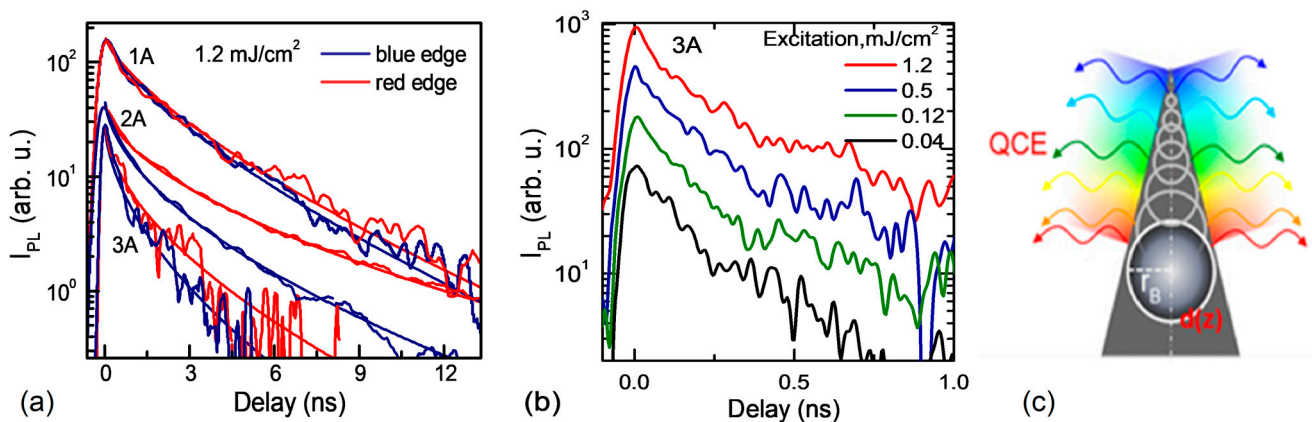 1A
1.2 mJ/cm²
blue edge
red edge
2A
3A
10²
10¹
10⁰
I_PL (arb. u.)
0 3 6 9 12
Delay (ns)
(a)
3A
Excitation,mJ/cm²
1.2
0.5
0.12
0.04
10³
10²
10¹
I_PL (arb. u.)
0.0 0.5 1.0
Delay (ns)
(b)
QCE
r_B
d(z)
(c)